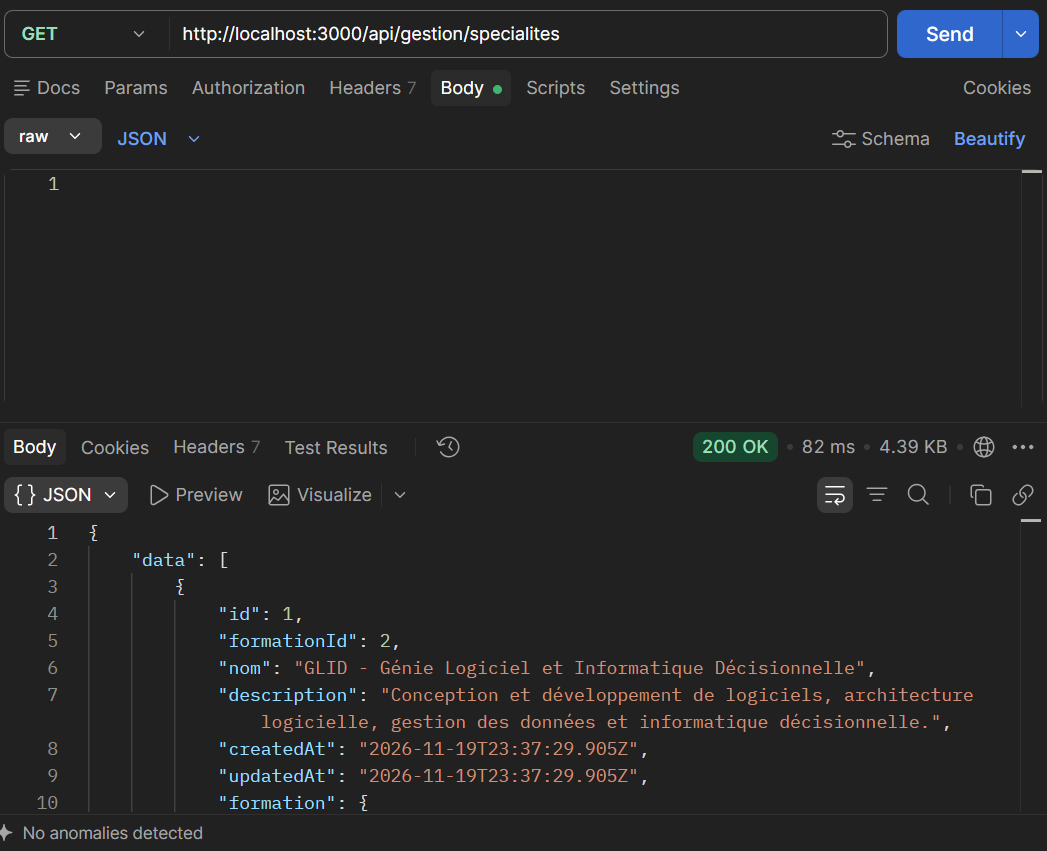 GET http://localhost:3000/api/gestion/specialites Send
Docs Params Authorization Headers 7 Body Scripts Settings Cookies
raw JSON Schema Beautify
1
Body Cookies Headers 7 Test Results 200 OK • 82 ms • 4.39 KB •
{} JSON Preview Visualize
1 {
2 "data": [
3 {
4 "id": 1,
5 "formationId": 2,
6 "nom": "GLID - Génie Logiciel et Informatique Décisionnelle",
7 "description": "Conception et développement de logiciels, architecture
logicielle, gestion des données et informatique décisionnelle.",
8 "createdAt": "2026-11-19T23:37:29.905Z",
9 "updatedAt": "2026-11-19T23:37:29.905Z",
10 "formation": {
No anomalies detected